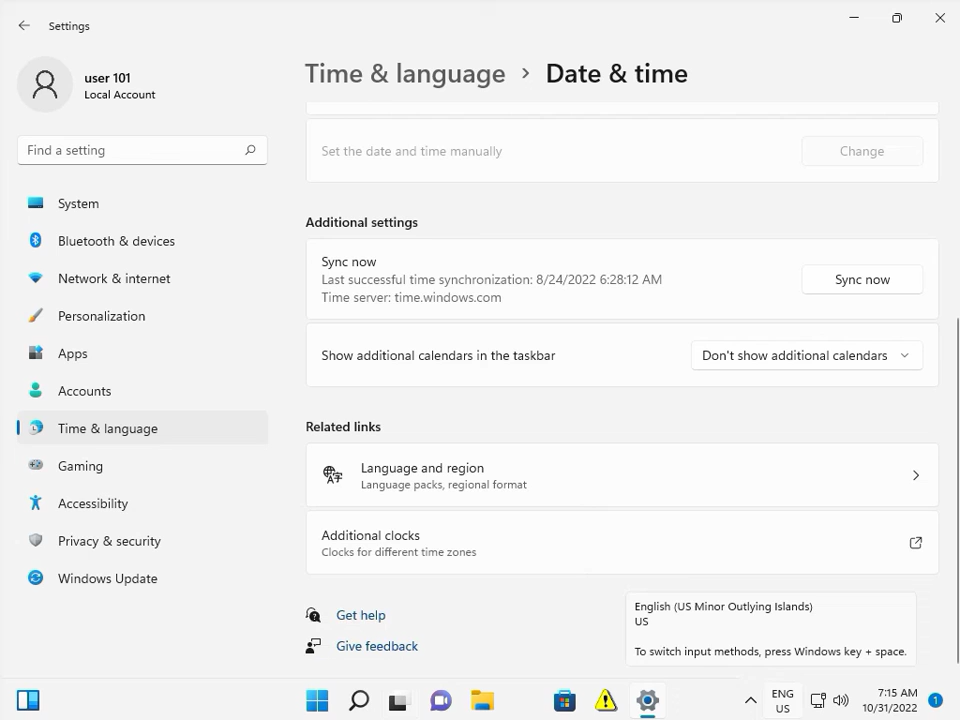 Settings
user 101
Local Account
Find a setting
System
Bluetooth & devices
Network & internet
Personalization
Apps
Accounts
Time & language
Gaming
Accessibility
Privacy & security
Windows Update
Time & language › Date & time
Set the date and time manually
Change
Additional settings
Sync now
Last successful time synchronization: 8/24/2022 6:28:12 AM
Time server: time.windows.com
Sync now
Show additional calendars in the taskbar
Don't show additional calendars
Related links
Language and region
Language packs, regional format
Additional clocks
Clocks for different time zones
Get help
Give feedback
English (US Minor Outlying Islands)
US
To switch input methods, press Windows key + space.
ENG
US
7:15 AM
10/31/2022
1